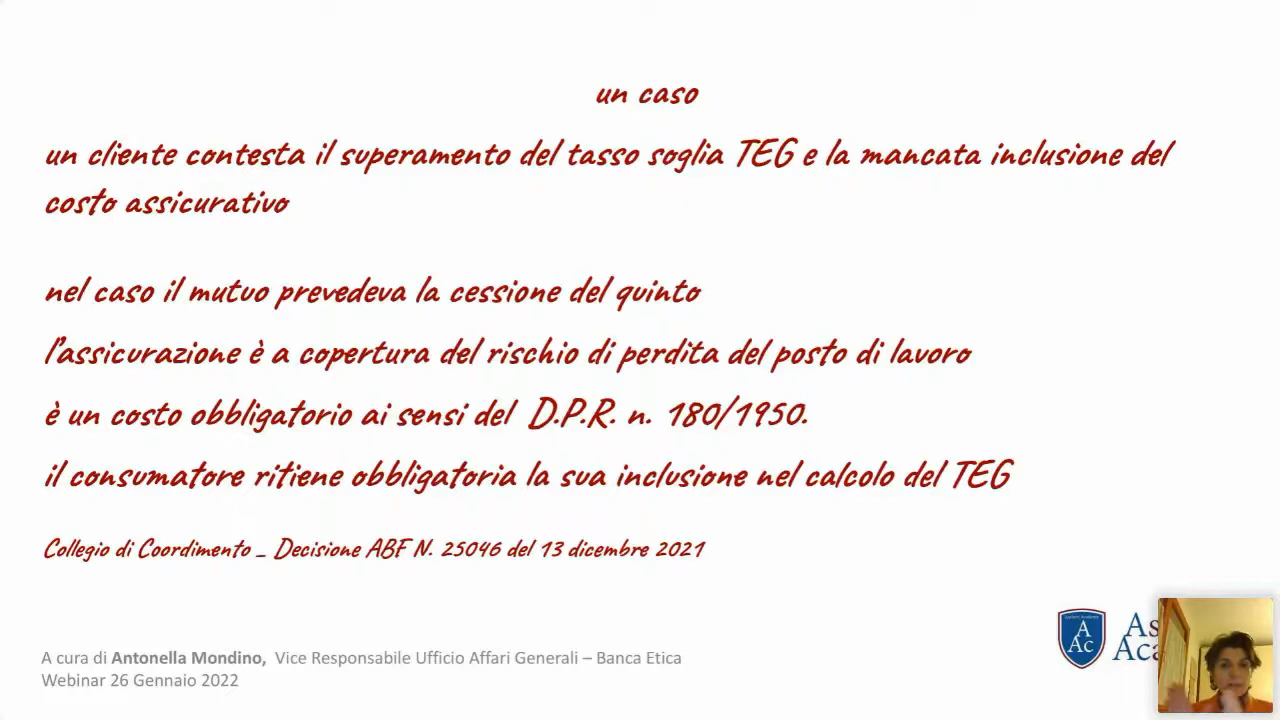 un caso
un cliente contesta il superamento del tasso soglia TEG e la mancata inclusione del
costo assicurativo
nel caso il mutuo prevedeva la cessione del quinto
l'assicurazione è a copertura del rischio di perdita del posto di lavoro
è un costo obbligatorio ai sensi del D.P.R. n. 180/1950.
il consumatore ritiene obbligatoria la sua inclusione nel calcolo del TEG
Collegio di Coordimento _ Decisione ABF N. 25046 del 13 dicembre 2021
A cura di Antonella Mondino, Vice Responsabile Ufficio Affari Generali – Banca Etica
Webinar 26 Gennaio 2022
A
Ac